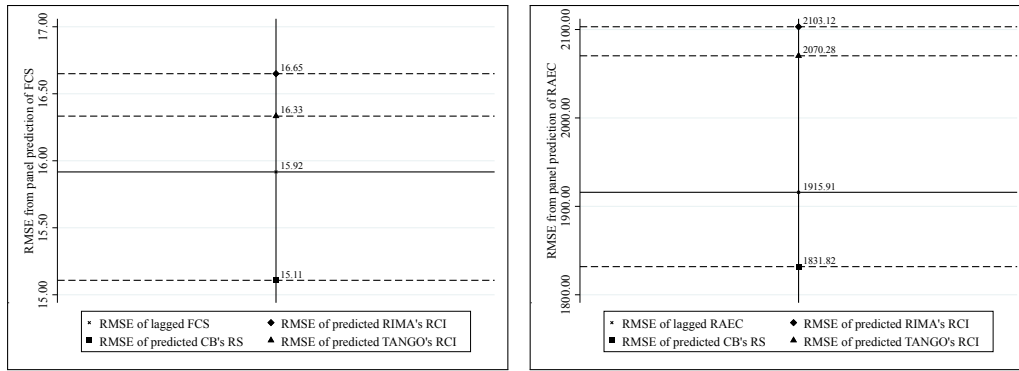 RMSE from panel prediction of FCS
17.00
16.50
16.00
15.50
15.00
16.65
16.33
15.92
15.11
RMSE of lagged FCS
RMSE of predicted RIMA's RCI
RMSE of predicted CB's RS
RMSE of predicted TANGO's RCI
RMSE from panel prediction of RAEC
2100.00
2000.00
1900.00
1800.00
2103.12
2070.28
1915.91
1831.82
RMSE of lagged RAEC
RMSE of predicted RIMA's RCI
RMSE of predicted CB's RS
RMSE of predicted TANGO's RCI